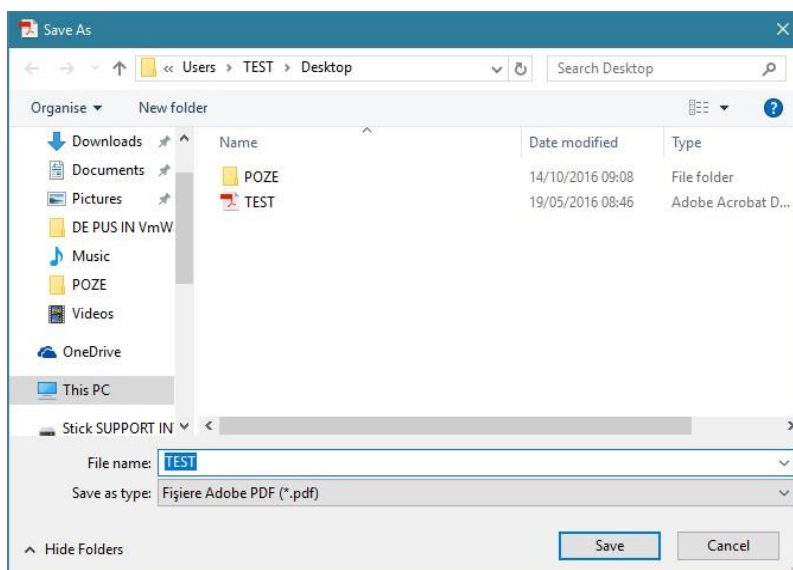 Save As
« Users › TEST › Desktop
Search Desktop
Organise
New folder
Name
Date modified
Type
Downloads
Documents
Pictures
DE PUS IN VmW
Music
POZE
Videos
OneDrive
This PC
Stick SUPPORT IN
POZE 14/10/2016 09:08 File folder
TEST 19/05/2016 08:46 Adobe Acrobat D...
File name: TEST
Save as type: Fişiere Adobe PDF (*.pdf)
Hide Folders
Save
Cancel